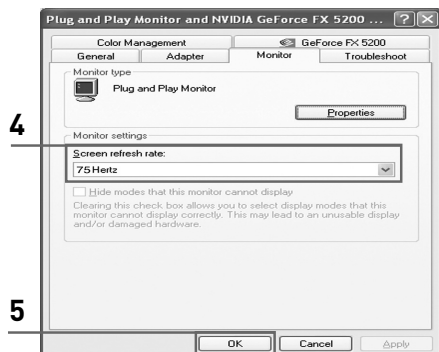 Plug and Play Monitor and NVIDIA GeForce FX 5200 ...
Color Management
GeForce FX 5200
General
Adapter
Monitor
Troubleshoot
Monitor type
Plug and Play Monitor
Properties
4
Monitor settings
Screen refresh rate:
75 Hertz
Hide modes that this monitor cannot display
Clearing this check box allows you to select display modes that this
monitor cannot display correctly. This may lead to an unusable display
and/or damaged hardware.
5
OK
Cancel
Apply